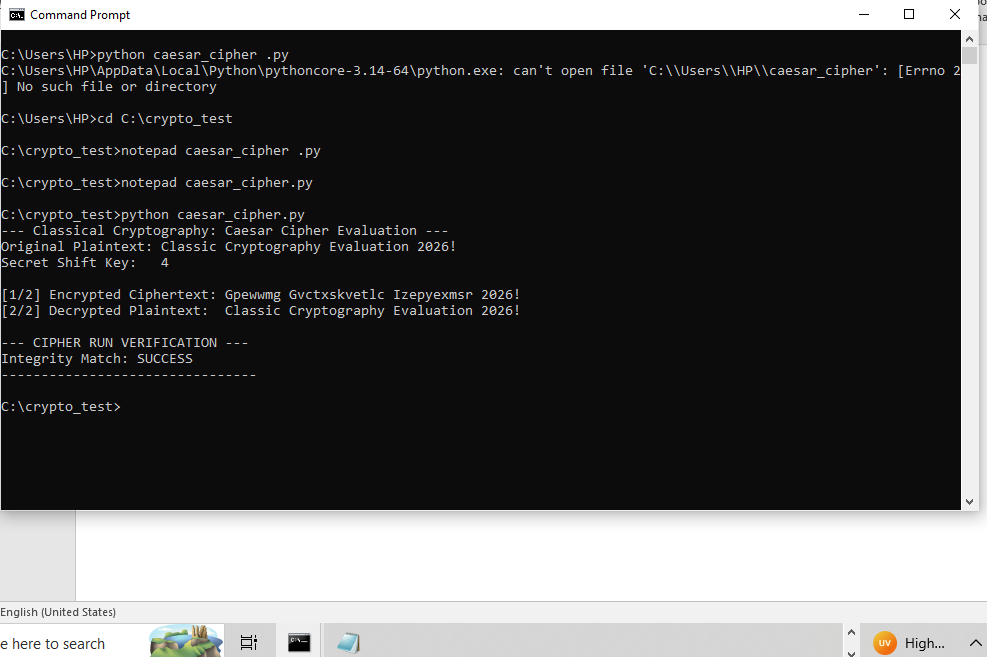 Command Prompt
C:\Users\HP>python caesar_cipher .py
C:\Users\HP\AppData\Local\Python\pythoncore-3.14-64\python.exe: can't open file 'C:\\Users\\HP\\caesar_cipher': [Errno 2
] No such file or directory
C:\Users\HP>cd C:\crypto_test
C:\crypto_test>notepad caesar_cipher .py
C:\crypto_test>notepad caesar_cipher.py
C:\crypto_test>python caesar_cipher.py
--- Classical Cryptography: Caesar Cipher Evaluation ---
Original Plaintext: Classic Cryptography Evaluation 2026!
Secret Shift Key:   4
[1/2] Encrypted Ciphertext: Gpewwmg Gvctxskvetlc Izepyexmsr 2026!
[2/2] Decrypted Plaintext:  Classic Cryptography Evaluation 2026!
--- CIPHER RUN VERIFICATION ---
Integrity Match: SUCCESS
--------------------------------
C:\crypto_test>
English (United States)
e here to search
UV
High...